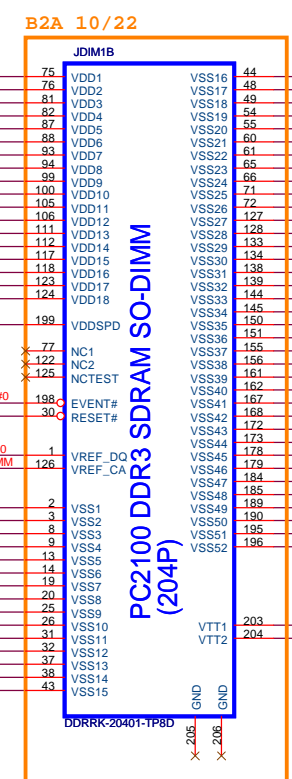 B2A 10/22
JDIM1B
75 VDD1 VSS16 44
76 VDD2 VSS17 48
81 VDD3 VSS18 49
82 VDD4 VSS19 54
87 VDD5 VSS20 55
88 VDD6 VSS21 60
93 VDD7 VSS22 61
94 VDD8 VSS23 65
99 VDD9 VSS24 66
100 VDD10 VSS25 71
105 VDD11 VSS26 72
106 VDD12 VSS27 127
111 VDD13 VSS28 128
112 VDD14 VSS29 133
117 VDD15 VSS30 134
118 VDD16 VSS31 138
123 VDD17 VSS32 139
124 VDD18 VSS33 144
VSS34 145
199 VDDSPD VSS35 150
VSS36 151
77 NC1 VSS37 155
122 NC2 VSS38 156
125 NCTEST VSS39 161
VSS40 162
#0 198 EVENT# VSS41 167
30 RESET# VSS42 168
VSS43 172
VSS44 173
0 1 VREF_DQ VSS45 178
MM 126 VREF_CA VSS46 179
VSS47 184
VSS48 185
2 VSS1 VSS49 189
3 VSS2 VSS50 190
8 VSS3 VSS51 195
9 VSS4 VSS52 196
13 VSS5
14 VSS6
19 VSS7
20 VSS8
25 VSS9
26 VSS10 VTT1 203
31 VSS11 VTT2 204
32 VSS12
37 VSS13
38 VSS14
43 VSS15
PC2100 DDR3 SDRAM SO-DIMM
(204P)
GND GND
DDRRK-20401-TP8D
205 206